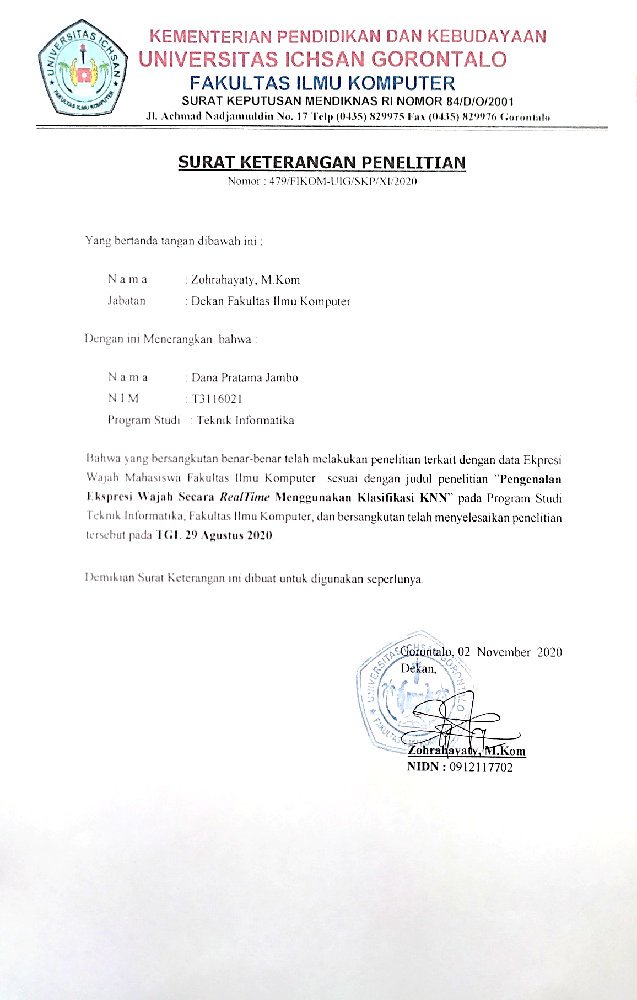 UNIVERSITAS ICHSAN
FAKULTAS ILMU KOMPUTER
KEMENTERIAN PENDIDIKAN DAN KEBUDAYAAN
UNIVERSITAS ICHSAN GORONTALO
FAKULTAS ILMU KOMPUTER
SURAT KEPUTUSAN MENDIKNAS RI NOMOR 84/D/O/2001
Jl. Achmad Nadjamuddin No. 17 Telp (0435) 829975 Fax (0435) 829976 Gorontalo
SURAT KETERANGAN PENELITIAN
Nomor : 479/FIKOM-UIG/SKP/XI/2020
Yang bertanda tangan dibawah ini :
N a m a : Zohrahayaty, M.Kom
Jabatan : Dekan Fakultas Ilmu Komputer
Dengan ini Menerangkan bahwa :
N a m a : Dana Pratama Jambo
N I M : T3116021
Program Studi : Teknik Informatika
Bahwa yang bersangkutan benar-benar telah melakukan penelitian terkait dengan data Ekpresi
Wajah Mahasiswa Fakultas Ilmu Komputer sesuai dengan judul penelitian ”Pengenalan
Ekspresi Wajah Secara RealTime Menggunakan Klasifikasi KNN” pada Program Studi
Teknik Informatika, Fakultas Ilmu Komputer, dan bersangkutan telah menyelesaikan penelitian
tersebut pada TGL 29 Agustus 2020.
Demikian Surat Keterangan ini dibuat untuk digunakan seperlunya.
Gorontalo, 02 November 2020
Dekan,
UNIVERSITAS ICHSAN GORONTALO
FAKULTAS ILMU KOMPUTER
Zohrahayaty, M.Kom
NIDN : 0912117702